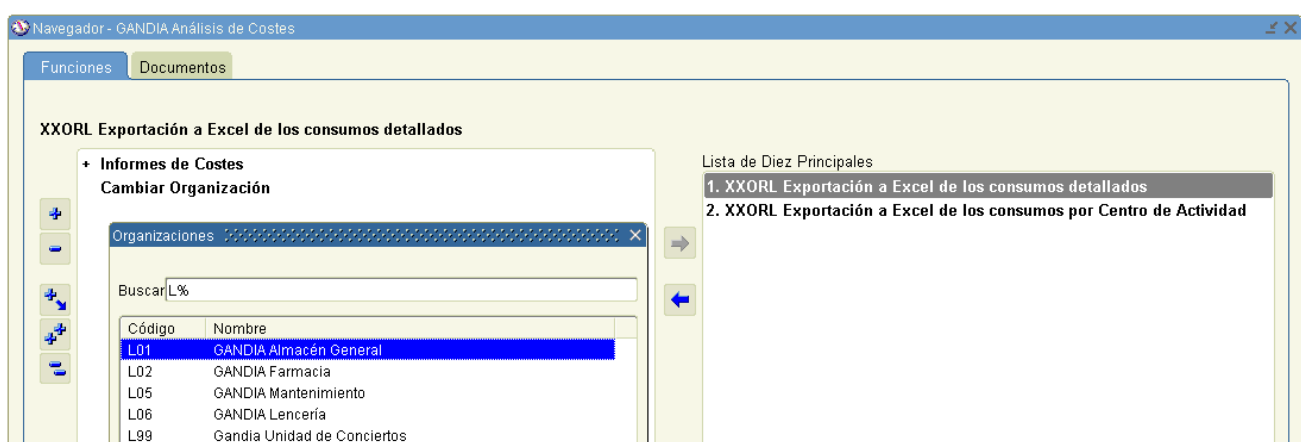 Navegador - GANDIA Análisis de Costes
Funciones
Documentos
XXORL Exportación a Excel de los consumos detallados
+ Informes de Costes
Cambiar Organización
Organizaciones
Buscar L%
Código Nombre
L01 GANDIA Almacén General
L02 GANDIA Farmacia
L05 GANDIA Mantenimiento
L06 GANDIA Lencería
L99 Gandia Unidad de Conciertos
Lista de Diez Principales
1. XXORL Exportación a Excel de los consumos detallados
2. XXORL Exportación a Excel de los consumos por Centro de Actividad